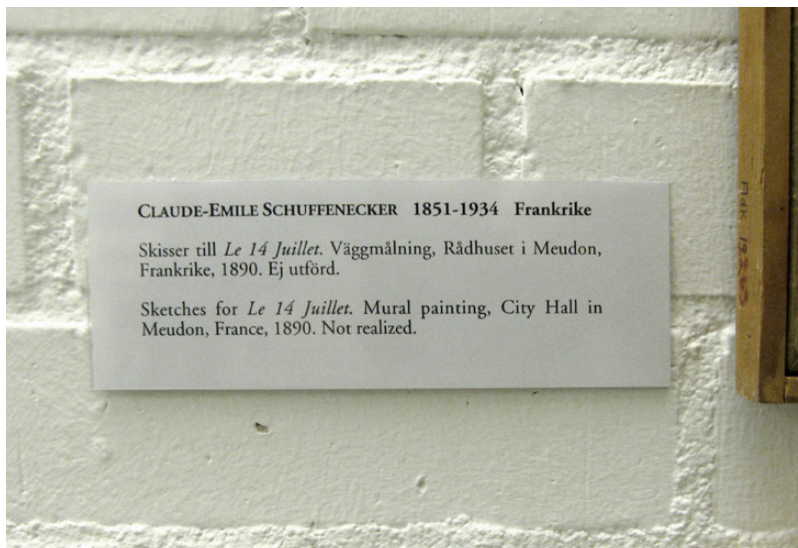 CLAUDE-EMILE SCHUFFENECKER 1851-1934 Frankrike
Skisser till Le 14 Juillet. Väggmålning, Rådhuset i Meudon,
Frankrike, 1890. Ej utförd.
Sketches for Le 14 Juillet. Mural painting, City Hall in
Meudon, France, 1890. Not realized.